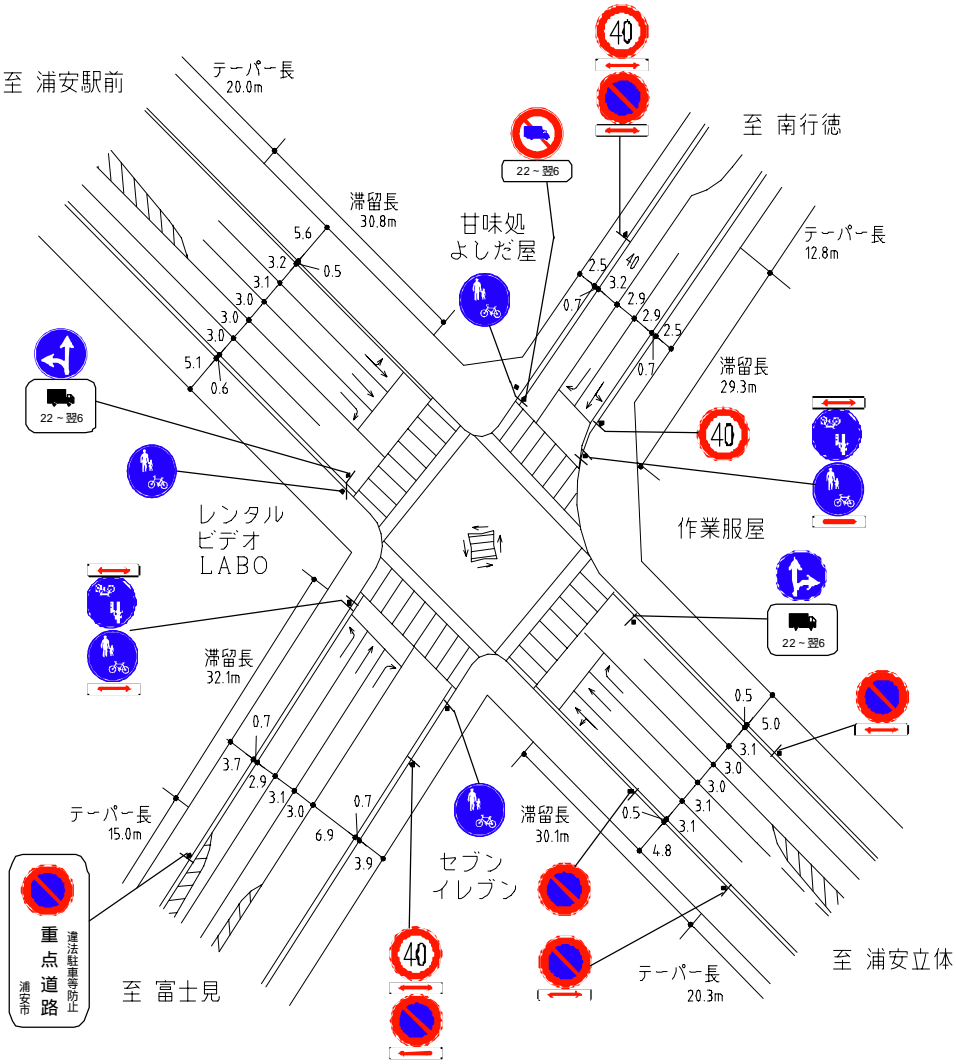 至 浦安駅前
テーパー長
20.0m
40
至 南行徳
22～翌6
滞留長
30.8m
甘味処
よしだ屋
テーパー長
12.8m
5.6
3.2
0.5
3.1
3.0
3.0
3.0
5.1
0.6
40
2.5
3.2
2.9
2.9
2.5
0.7
0.7
滞留長
29.3m
22～翌6
40
レンタル
ビデオ
LABO
作業服屋
22～翌6
滞留長
32.1m
0.7
3.7
2.9
3.1
3.0
0.7
6.9
3.9
0.5
5.0
3.1
3.0
3.0
3.1
3.1
0.5
4.8
テーパー長
15.0m
滞留長
30.1m
セブン
イレブン
重点道路
違法駐車等防止
浦安市
至 富士見
40
至 浦安立体
テーパー長
20.3m